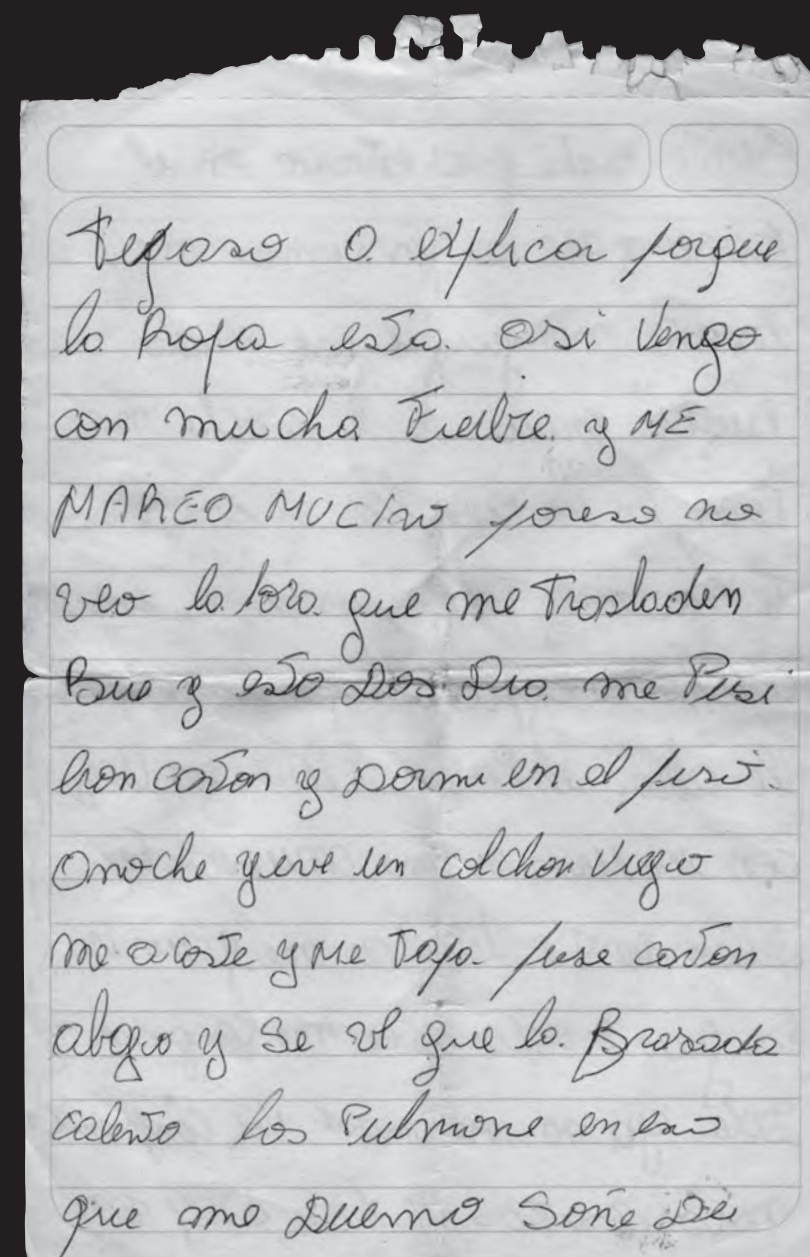 Tepaso a explicar porque
la Ropa esta asi Vengo
con mucha Fiebre y ME
MAREO MUCho poreso no
veo la hora que me Trasladen
Bue y esto Dos Dia me Pusi
eron carton y Dormi en el piso.
Anoche yeve un colchon viejo
me acoste y Me Tapa puse carton
abajo y Se ve que la Brasada
calento los Pulmone en eso
que me Duermo Soñe De